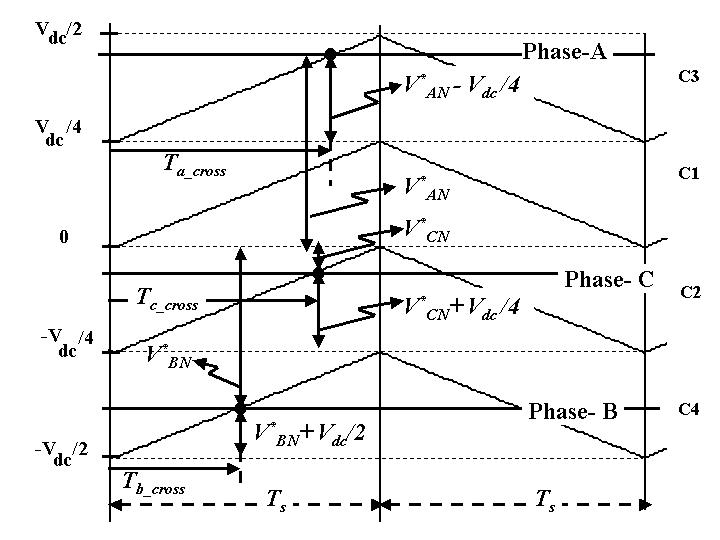 Vdc/2
Phase-A
C3
V*AN - Vdc/4
Vdc/4
Ta_cross
C1
V*AN
V*CN
0
Phase- C
C2
Tc_cross
V*CN+Vdc/4
-Vdc/4
V*BN
Phase- B
C4
V*BN+Vdc/2
-Vdc/2
Tb_cross
Ts
Ts